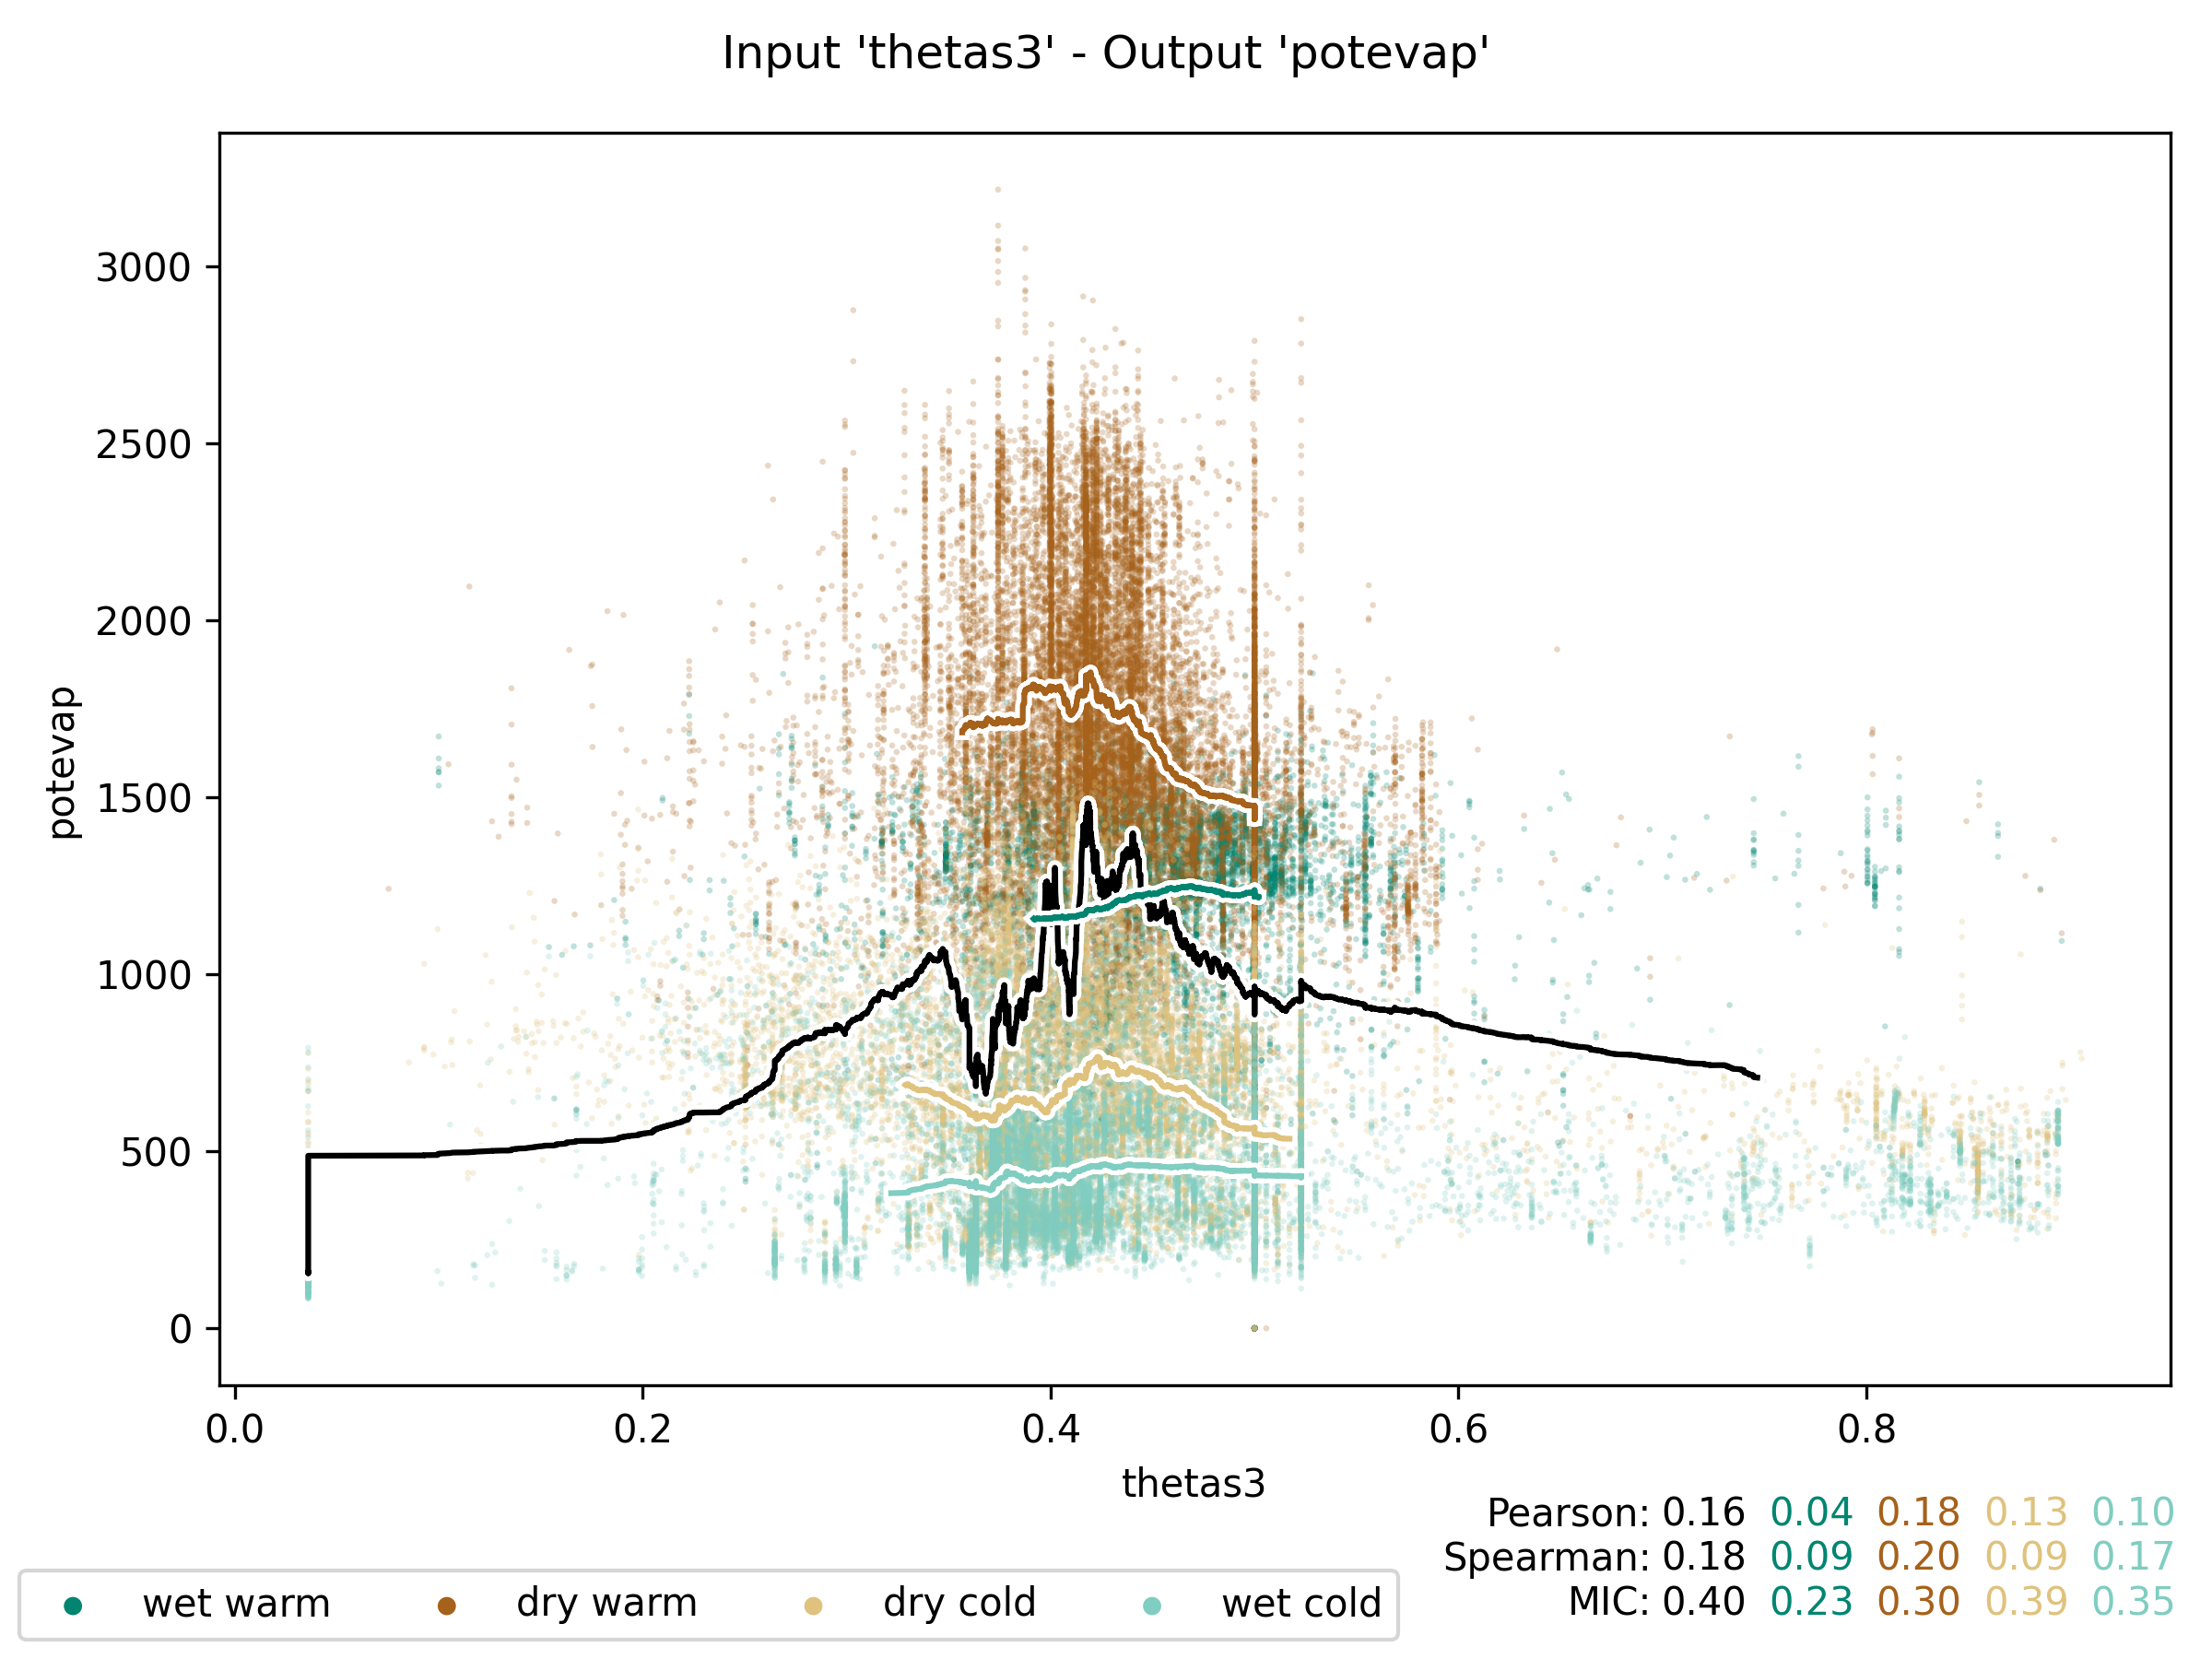 Input 'thetas3' - Output 'potevap'
potevap
3000
2500
2000
1500
1000
500
0
0.0 0.2 0.4 0.6 0.8
thetas3
Pearson: 0.16 0.04 0.18 0.13 0.10
Spearman: 0.18 0.09 0.20 0.09 0.17
MIC: 0.40 0.23 0.30 0.39 0.35
wet warm dry warm dry cold wet cold